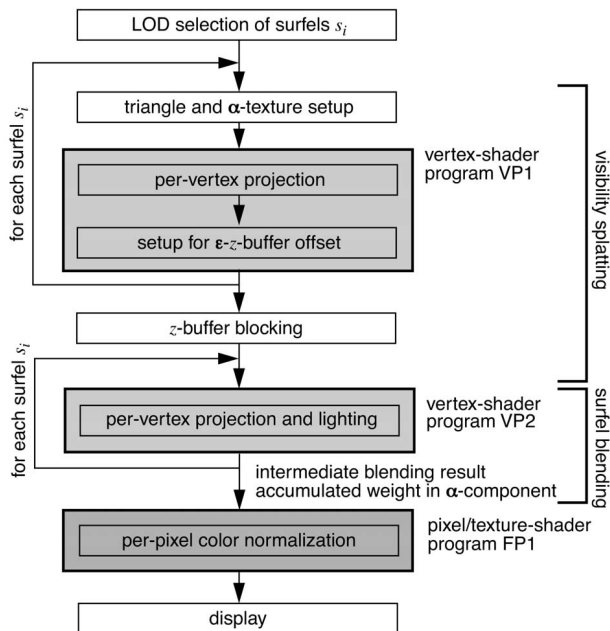 LOD selection of surfels s_i
for each surfel s_i
triangle and α-texture setup
vertex-shader
program VP1
per-vertex projection
setup for ε-z-buffer offset
z-buffer blocking
visibility splatting
for each surfel s_i
per-vertex projection and lighting
vertex-shader
program VP2
intermediate blending result
accumulated weight in α-component
surfel blending
per-pixel color normalization
pixel/texture-shader
program FP1
display